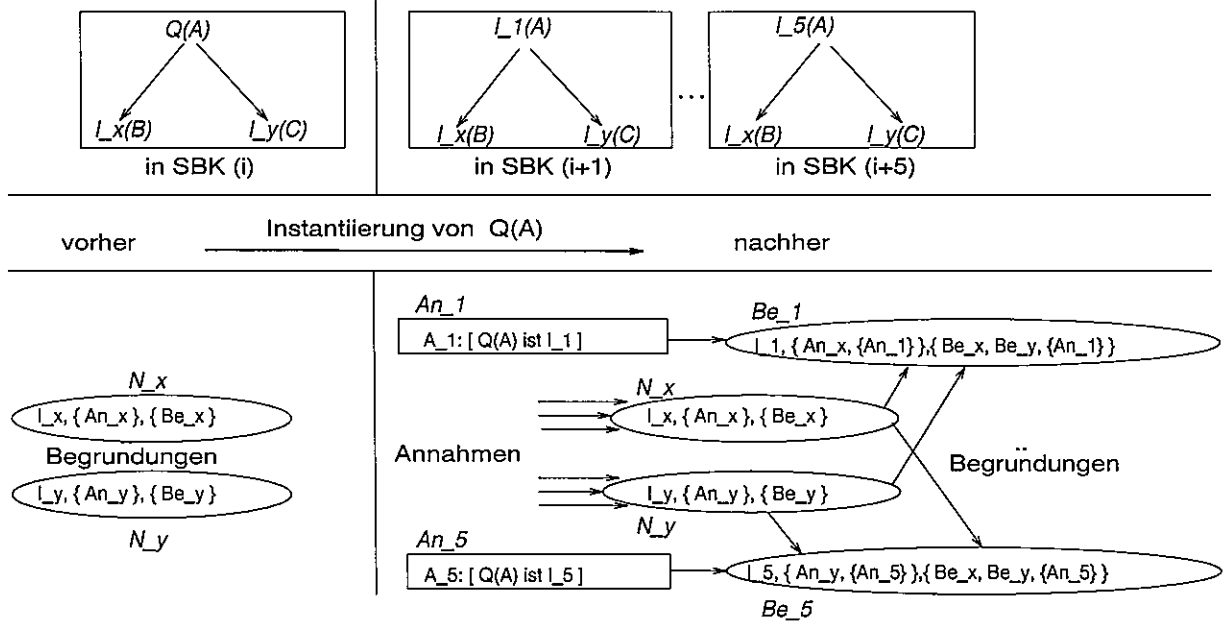 Q(A)
I_x(B) I_y(C)
in SBK (i)
I_1(A)
I_x(B) I_y(C)
in SBK (i+1)
...
I_5(A)
I_x(B) I_y(C)
in SBK (i+5)
vorher
Instantiierung von Q(A)
nachher
N_x
I_x, { An_x }, { Be_x }
Begründungen
I_y, { An_y }, { Be_y }
N_y
An_1
A_1: [ Q(A) ist I_1 ]
Be_1
I_1, { An_x, {An_1} },{ Be_x, Be_y, {An_1} }
N_x
I_x, { An_x }, { Be_x }
Annahmen
Begründungen
I_y, { An_y }, { Be_y }
N_y
An_5
A_5: [ Q(A) ist I_5 ]
I_5, { An_y, {An_5} },{ Be_x, Be_y, {An_5} }
Be_5